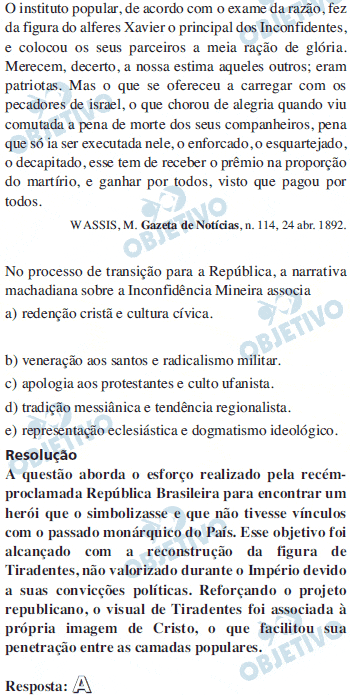 O instituto popular, de acordo com o exame da razão, fez
da figura do alferes Xavier o principal dos Inconfidentes,
e colocou os seus parceiros a meia ração de glória.
Merecem, decerto, a nossa estima aqueles outros; eram
patriotas. Mas o que se ofereceu a carregar com os
pecadores de israel, o que chorou de alegria quando viu
comutada a pena de morte dos seus companheiros, pena
que só ia ser executada nele, o enforcado, o esquartejado,
o decapitado, esse tem de receber o prêmio na proporção
do martírio, e ganhar por todos, visto que pagou por
todos.
WASSIS, M. Gazeta de Notícias, n. 114, 24 abr. 1892.
No processo de transição para a República, a narrativa
machadiana sobre a Inconfidência Mineira associa
a) redenção cristã e cultura cívica.
b) veneração aos santos e radicalismo militar.
c) apologia aos protestantes e culto ufanista.
d) tradição messiânica e tendência regionalista.
e) representação eclesiástica e dogmatismo ideológico.
Resolução
A questão aborda o esforço realizado pela recém-
proclamada República Brasileira para encontrar um
herói que o simbolizasse e que não tivesse vínculos
com o passado monárquico do País. Esse objetivo foi
alcançado com a reconstrução da figura de
Tiradentes, não valorizado durante o Império devido
a suas convicções políticas. Reforçando o projeto
republicano, o visual de Tiradentes foi associada à
própria imagem de Cristo, o que facilitou sua
penetração entre as camadas populares.
Resposta: A
OBJETIVO
OBJETIVO
OBJETIVO
OBJETIVO
OBJETIVO
OBJETIVO
OBJETIVO